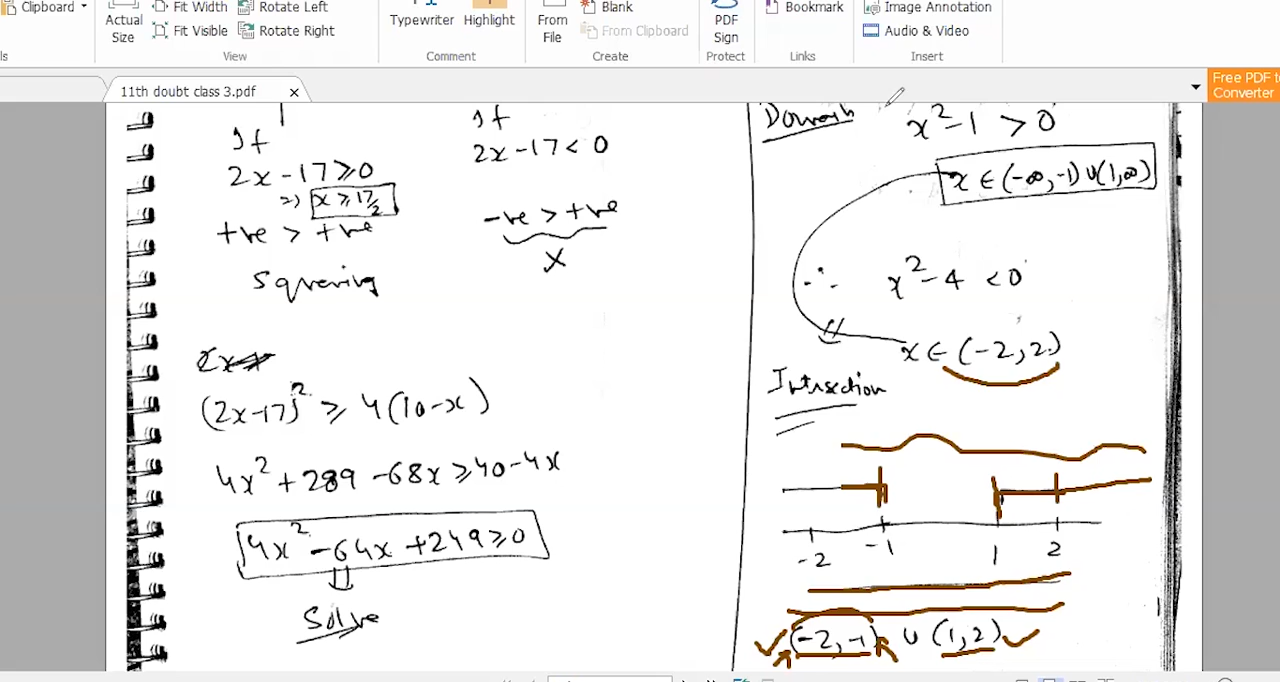 Clipboard
Actual Size
Fit Width
Fit Visible
Rotate Left
Rotate Right
View
Typewriter
Highlight
Comment
From File
Blank
From Clipboard
Create
PDF Sign
Protect
Bookmark
Links
Image Annotation
Audio & Video
Insert
11th doubt class 3.pdf
Free PDF to
Converter
If
2x - 17 ≥ 0
=> x ≥ 17/2
+ve > +ve
Squaring
If
2x - 17 < 0
-ve > +ve
X
(2x-17)² ≥ 4(10-x)
4x² + 289 - 68x ≥ 40 - 4x
4x² - 64x + 249 ≥ 0
Solve
Domain x² - 1 > 0
x ∈ (-∞, -1) ∪ (1, ∞)
∴ x² - 4 < 0
x ∈ (-2, 2)
Intrsection
-2 -1 1 2
(-2, -1) ∪ (1, 2)